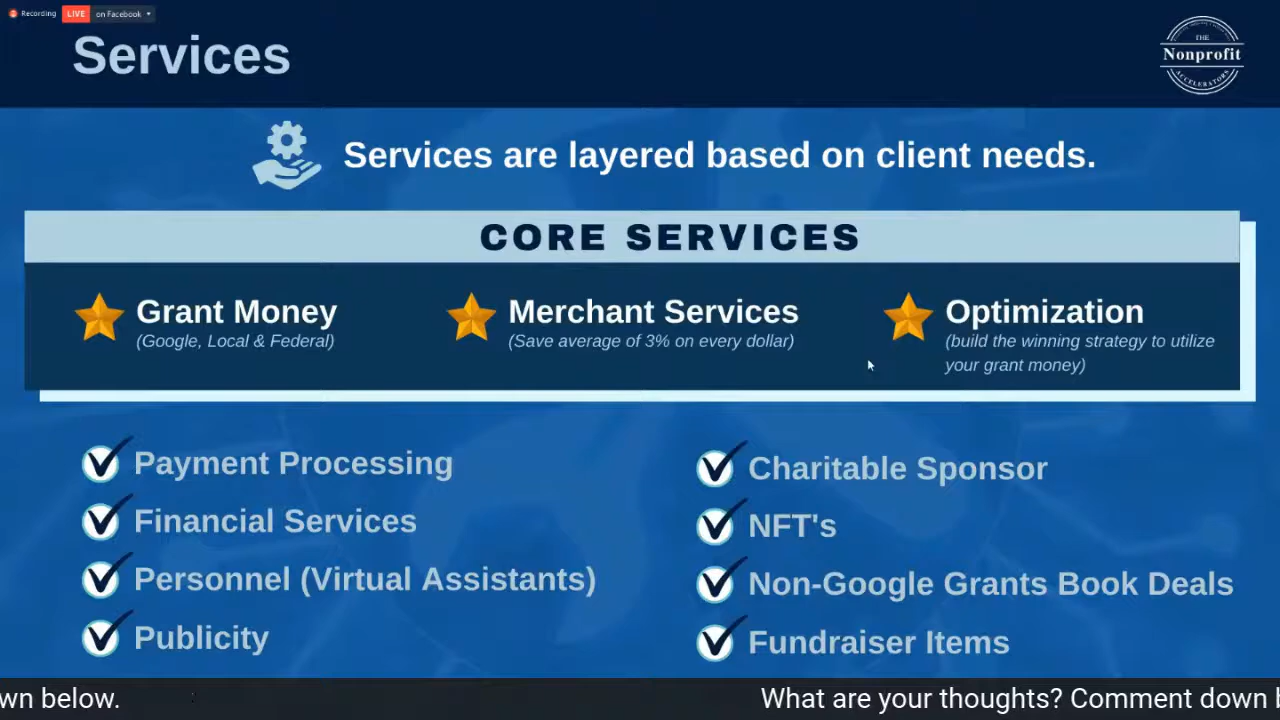 Recording LIVE on Facebook
Services
THE
Nonprofit
ACCELERATORS
Services are layered based on client needs.
CORE SERVICES
Grant Money
(Google, Local & Federal)
Merchant Services
(Save average of 3% on every dollar)
Optimization
(build the winning strategy to utilize
your grant money)
Payment Processing
Financial Services
Personnel (Virtual Assistants)
Publicity
Charitable Sponsor
NFT's
Non-Google Grants Book Deals
Fundraiser Items
wn below. What are your thoughts? Comment down